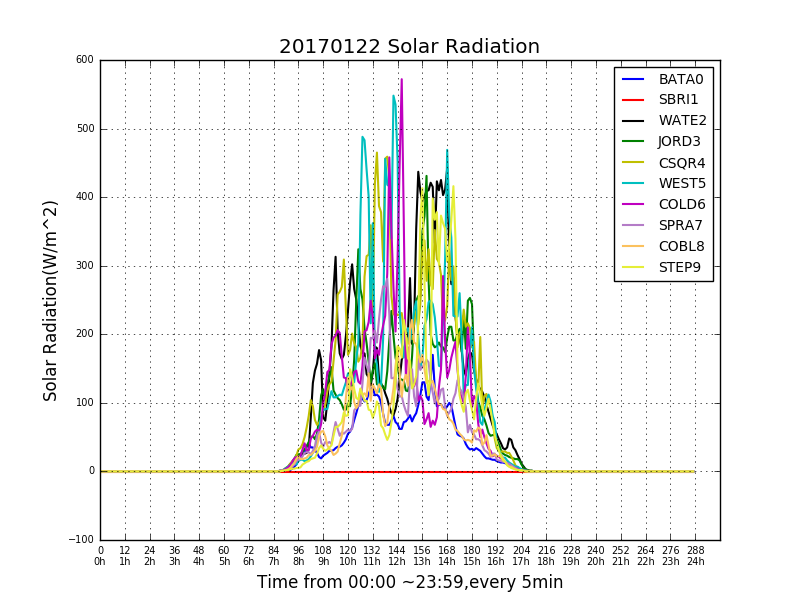 20170122 Solar Radiation
600
500
400
300
200
100
0
−100
Solar Radiation(W/m^2)
BATA0
SBRI1
WATE2
JORD3
CSQR4
WEST5
COLD6
SPRA7
COBL8
STEP9
0 12 24 36 48 60 72 84 96 108 120 132 144 156 168 180 192 204 216 228 240 252 264 276 288
0h 1h 2h 3h 4h 5h 6h 7h 8h 9h 10h 11h 12h 13h 14h 15h 16h 17h 18h 19h 20h 21h 22h 23h 24h
Time from 00:00 ~23:59,every 5min